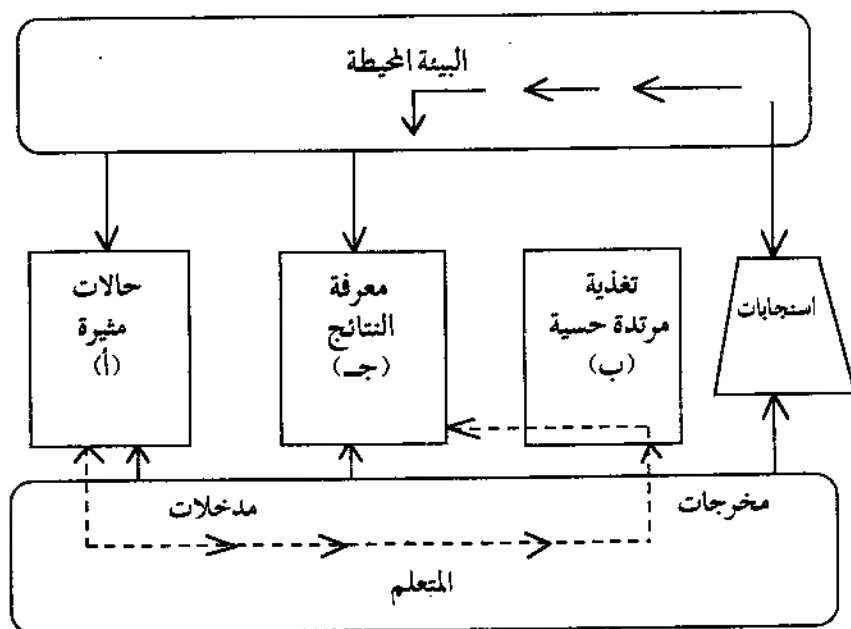 البيئة المحيطة
حالات
مثيرة
(أ)
معرفة
النتائج
(جـ)
تغذية
مرتدة حسية
(ب)
استجابات
مدخلات
مخرجات
المتعلم